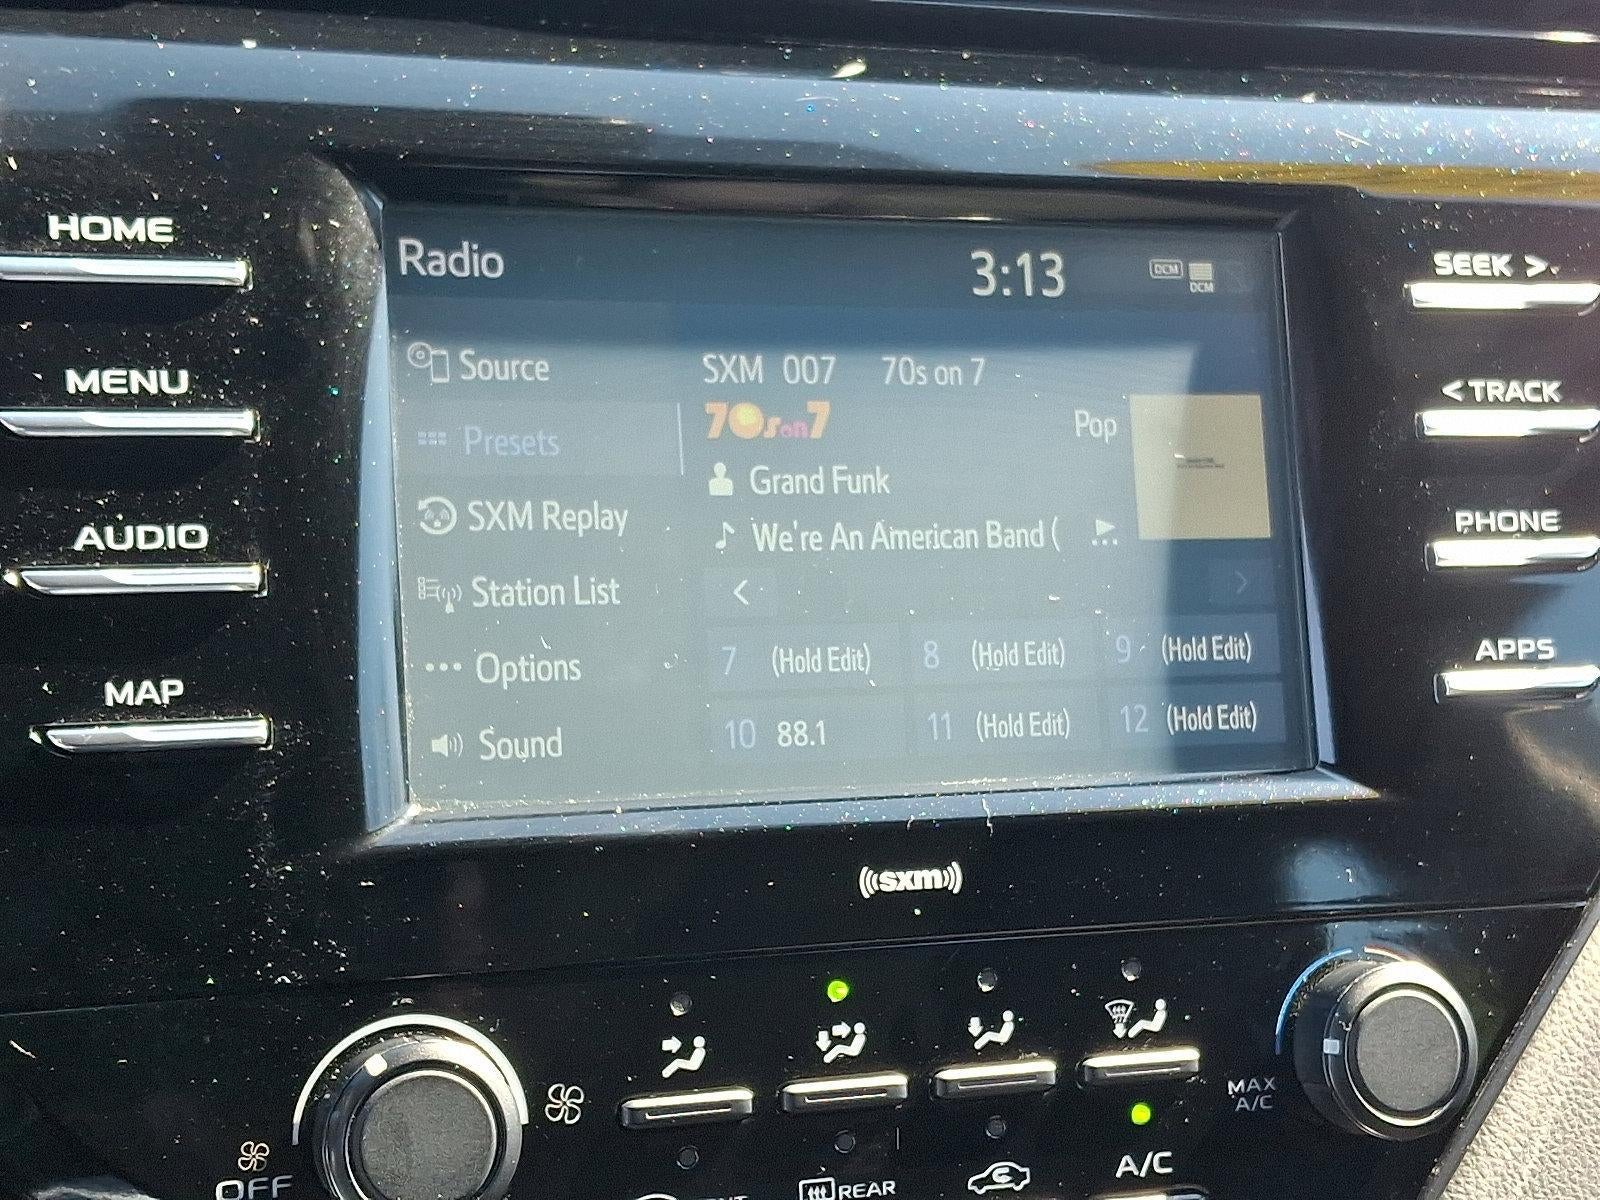 HOME
MENU
AUDIO
MAP
Radio
3:13
DCM
DCM
Source
Presets
SXM Replay
Station List
Options
Sound
SXM 007 70s on 7
70s on 7
Pop
Grand Funk
We're An American Band (
<
>
7 (Hold Edit)
8 (Hold Edit)
9 (Hold Edit)
10 88.1
11 (Hold Edit)
12 (Hold Edit)
SEEK >
< TRACK
PHONE
APPS
((sxm))
MAX
A/C
OFF
REAR
A/C